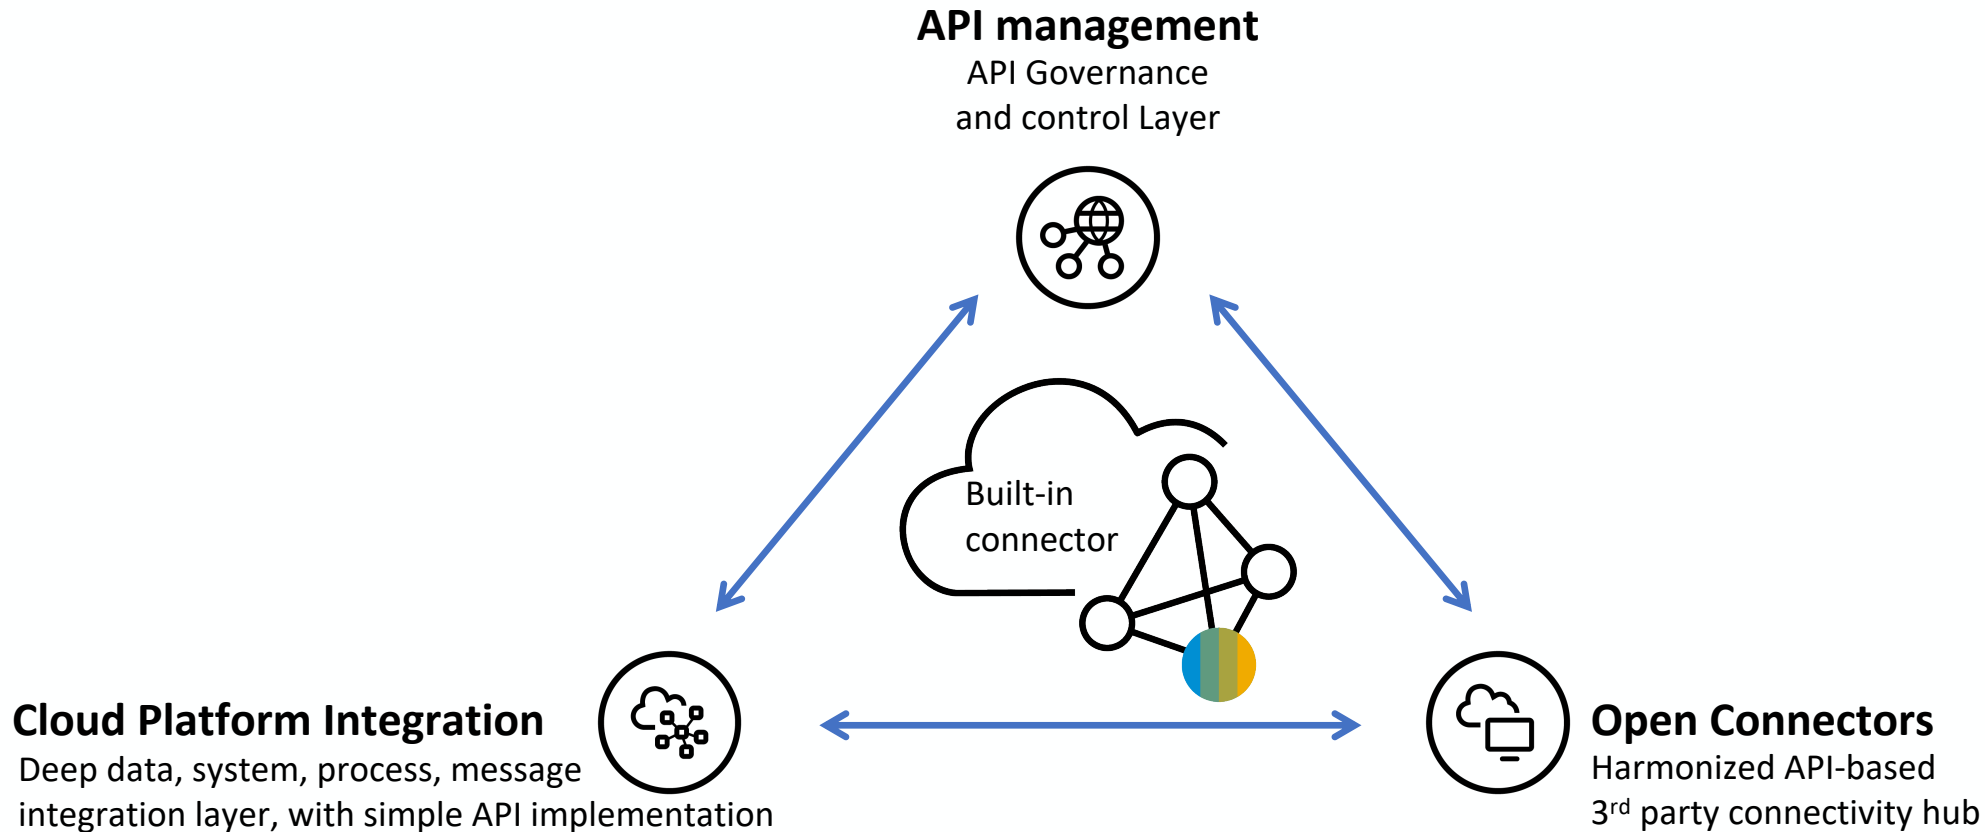 API management
API Governance
and control Layer
Built-in
connector
Cloud Platform Integration
Deep data, system, process, message
integration layer, with simple API implementation
Open Connectors
Harmonized API-based
3rd party connectivity hub